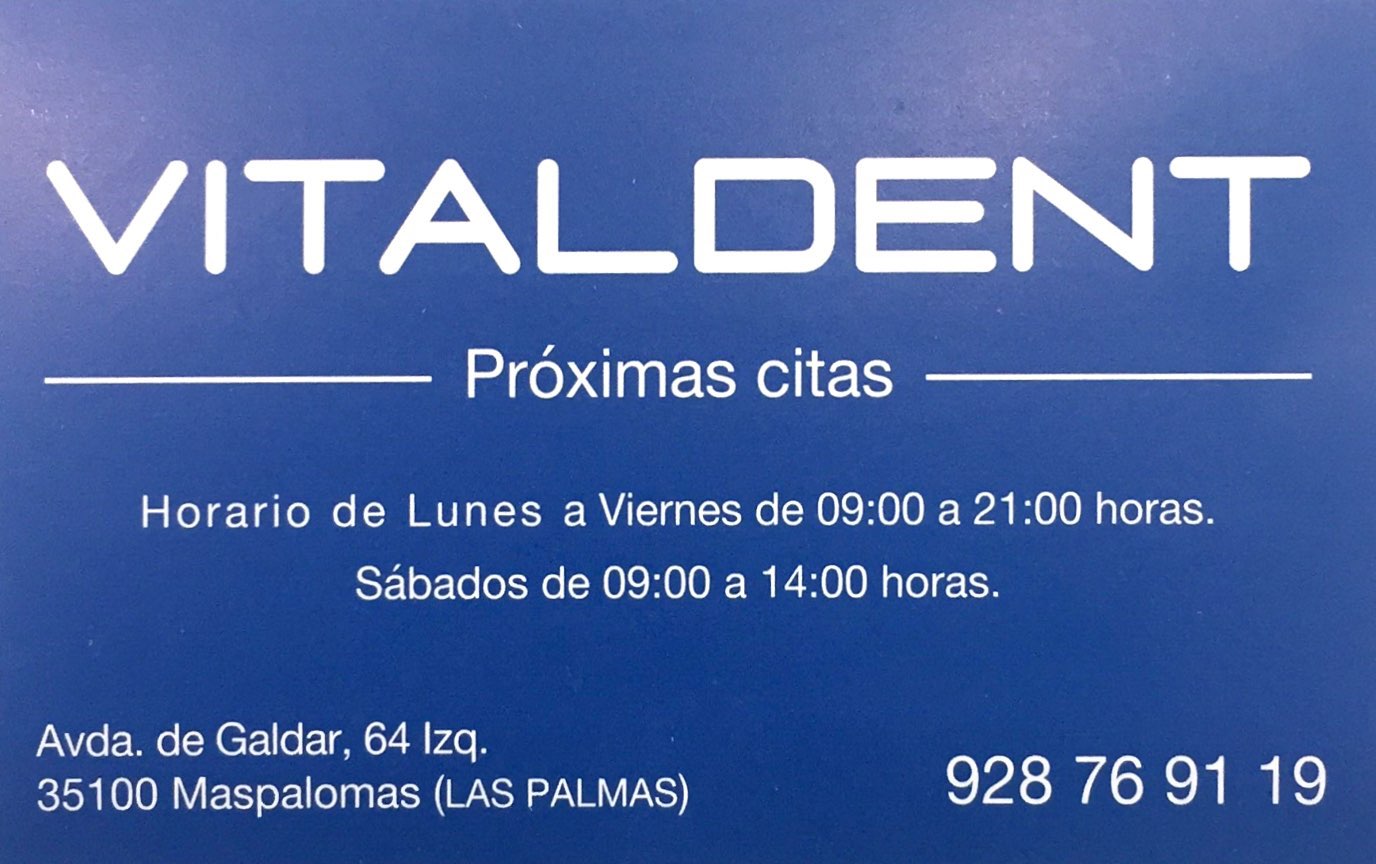 VITALDENT
Próximas citas
Horario de Lunes a Viernes de 09:00 a 21:00 horas.
Sábados de 09:00 a 14:00 horas.
Avda. de Galdar, 64 Izq.
35100 Maspalomas (LAS PALMAS)
928 76 91 19